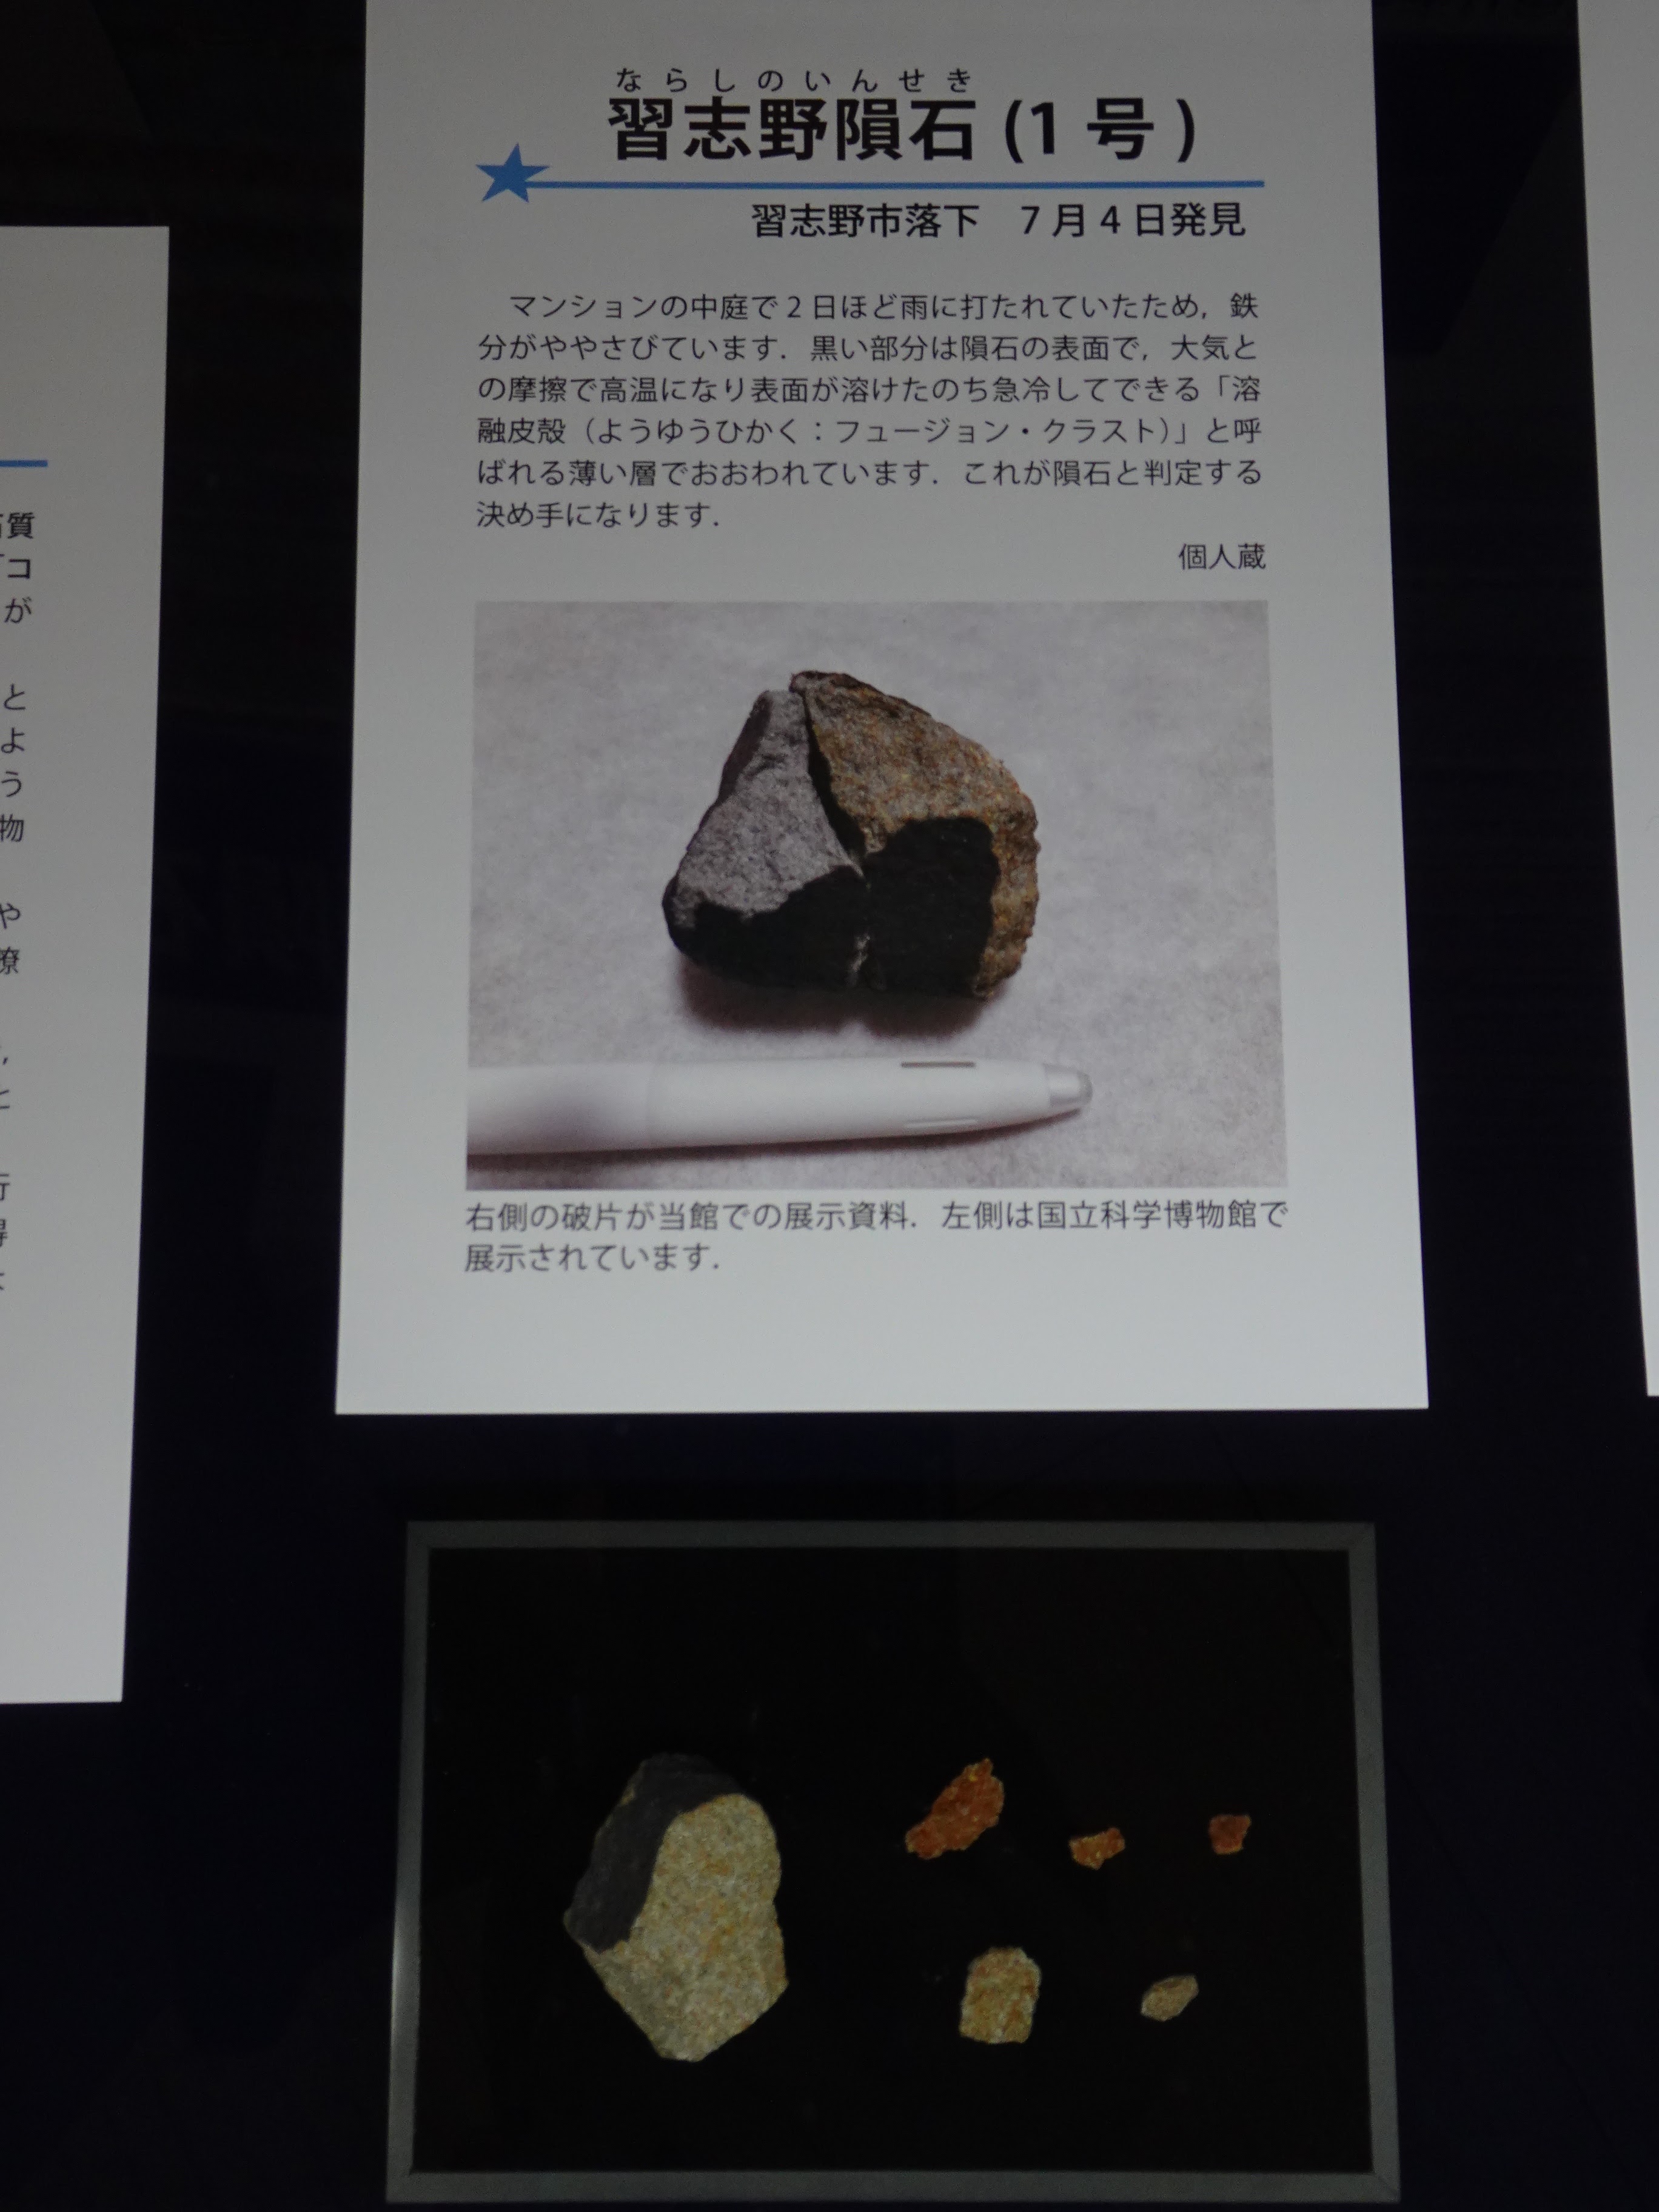 ならしのいんせき
習志野隕石(1号)
習志野市落下　7月4日発見
マンションの中庭で2日ほど雨に打たれていたため，鉄
分がややさびています．黒い部分は隕石の表面で，大気と
の摩擦で高温になり表面が溶けたのち急冷してできる「溶
融皮殻（ようゆうひかく：フュージョン・クラスト）」と呼
ばれる薄い層でおおわれています．これが隕石と判定する
決め手になります．
個人蔵
右側の破片が当館での展示資料．左側は国立科学博物館で
展示されています．
質
「コ
が
と
よ
う
物
や
瞭